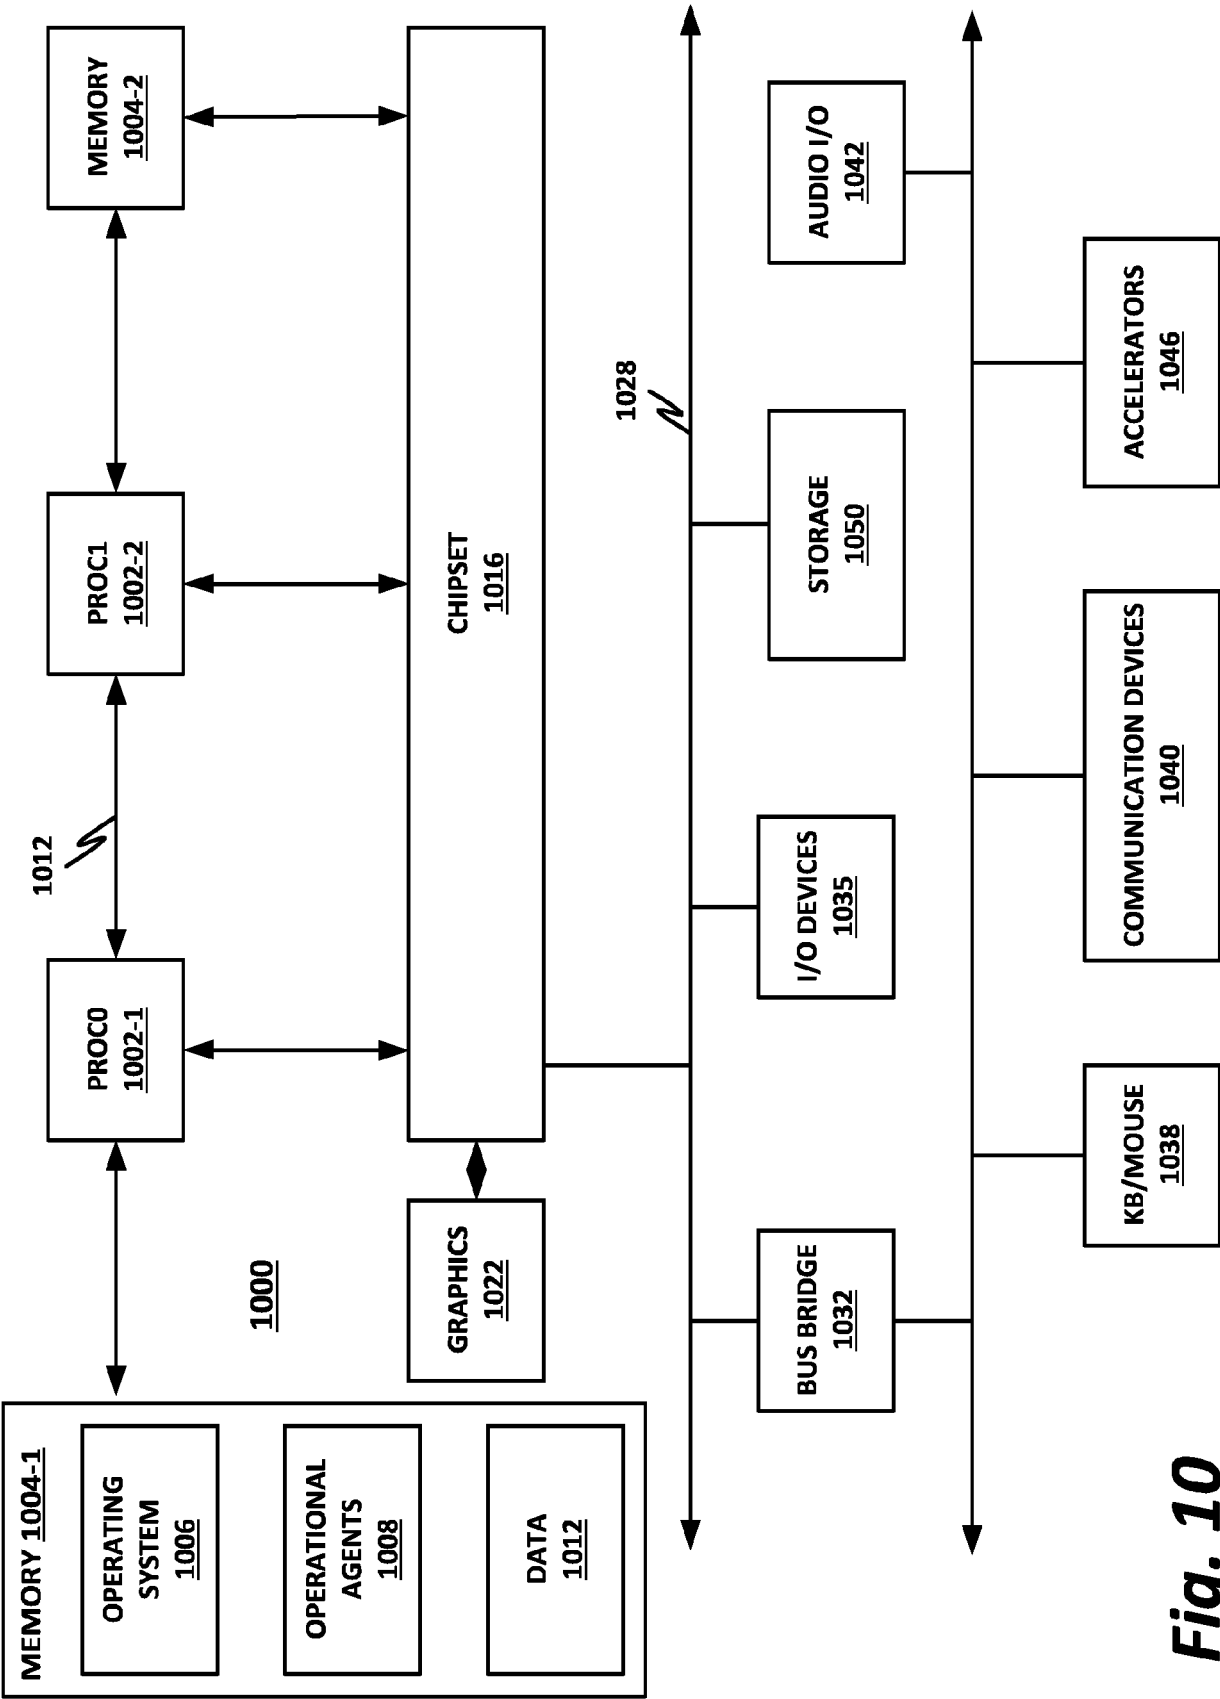 MEMORY 1004-1
OPERATING
SYSTEM
1006
OPERATIONAL
AGENTS
1008
DATA
1012
1000
PROC0
1002-1
1012
PROC1
1002-2
MEMORY
1004-2
GRAPHICS
1022
CHIPSET
1016
1028
BUS BRIDGE
1032
I/O DEVICES
1035
STORAGE
1050
AUDIO I/O
1042
KB/MOUSE
1038
COMMUNICATION DEVICES
1040
ACCELERATORS
1046
Fig. 10